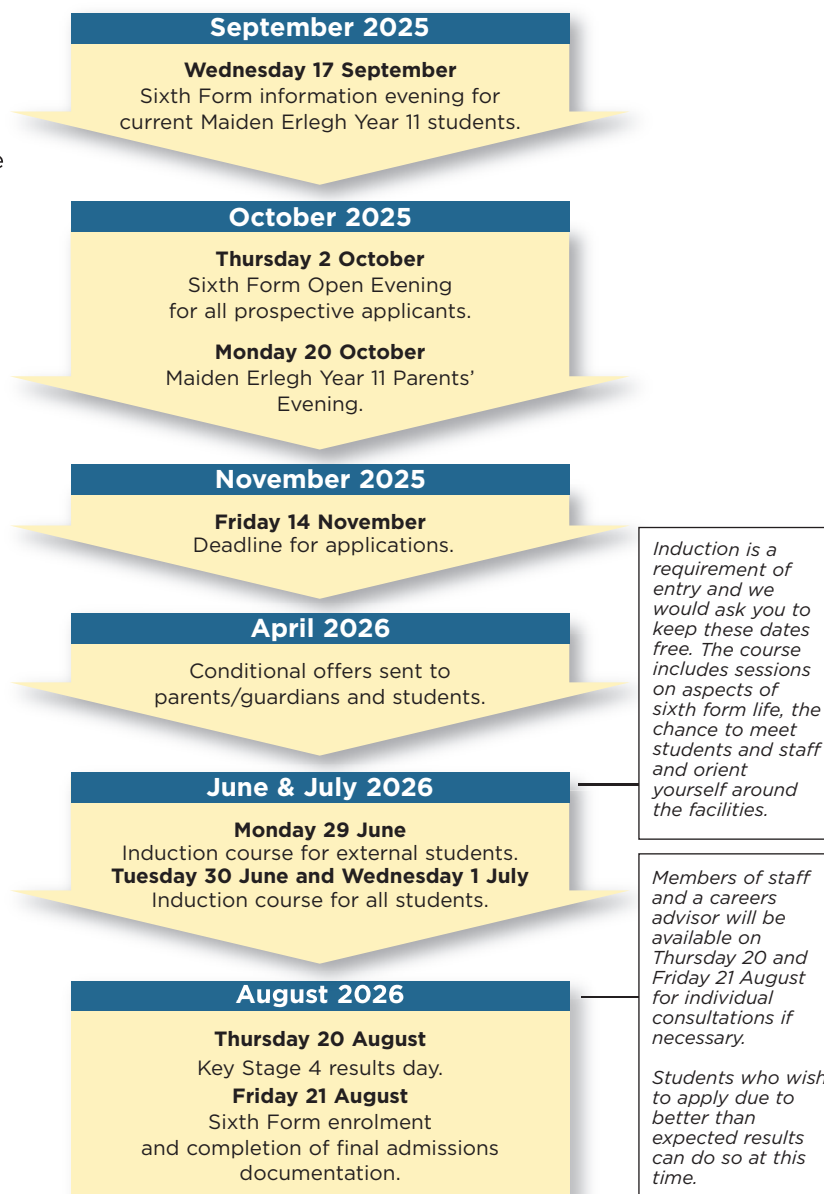 September 2025
Wednesday 17 September
Sixth Form information evening for
current Maiden Erlegh Year 11 students.
e
October 2025
Thursday 2 October
Sixth Form Open Evening
for all prospective applicants.
Monday 20 October
Maiden Erlegh Year 11 Parents’
Evening.
November 2025
Friday 14 November
Deadline for applications.
April 2026
Conditional offers sent to
parents/guardians and students.
June & July 2026
Monday 29 June
Induction course for external students.
Tuesday 30 June and Wednesday 1 July
Induction course for all students.
Induction is a
requirement of
entry and we
would ask you to
keep these dates
free. The course
includes sessions
on aspects of
sixth form life, the
chance to meet
students and staff
and orient
yourself around
the facilities.
August 2026
Thursday 20 August
Key Stage 4 results day.
Friday 21 August
Sixth Form enrolment
and completion of final admissions
documentation.
Members of staff
and a careers
advisor will be
available on
Thursday 20 and
Friday 21 August
for individual
consultations if
necessary.
Students who wish
to apply due to
better than
expected results
can do so at this
time.